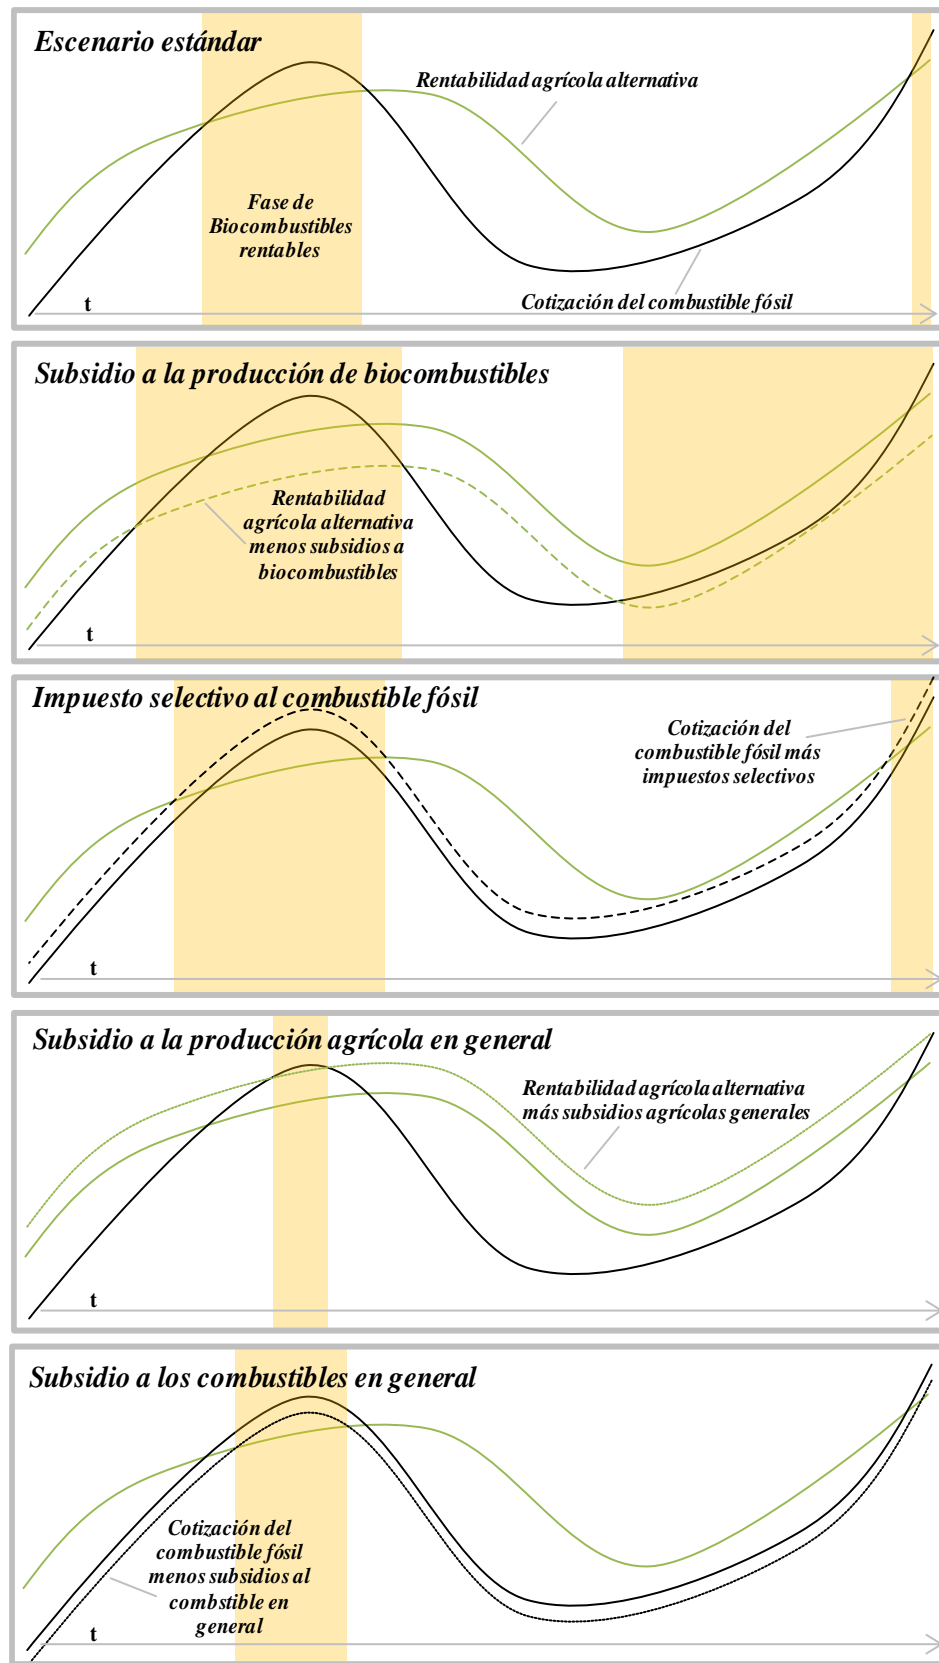 Escenario estándar
Rentabilidad agrícola alternativa
Fase de
Biocombustibles
rentables
t
Cotización del combustible fósil
Subsidio a la producción de biocombustibles
Rentabilidad
agrícola alternativa
menos subsidios a
biocombustibles
t
Impuesto selectivo al combustible fósil
Cotización del
combustible fósil más
impuestos selectivos
t
Subsidio a la producción agrícola en general
Rentabilidad agrícola alternativa
más subsidios agrícolas generales
t
Subsidio a los combustibles en general
Cotización del
combustible fósil
menos subsidios al
combstible en
general
t